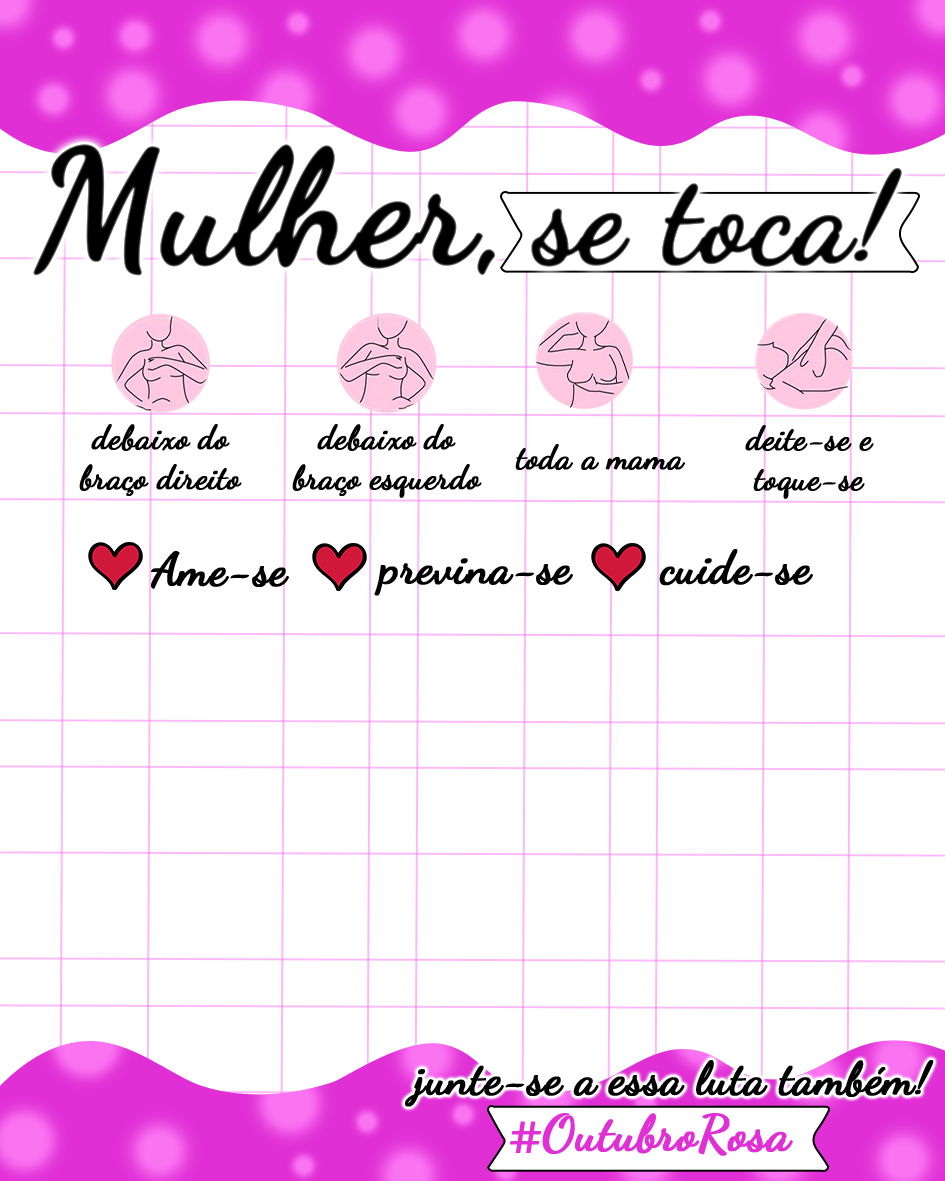 Mulher, se toca!
debaixo do
braço direito
debaixo do
braço esquerdo
toda a mama
deite-se e
toque-se
Ame-se previna-se cuide-se
junte-se a essa luta também!
#OutubroRosa